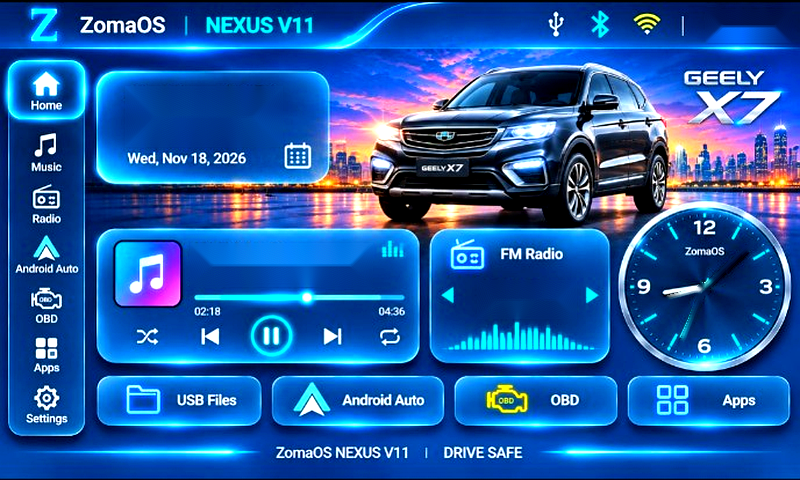 Z ZomaOS | NEXUS V11
Home
Music
Radio
Android Auto
OBD
OBD
Apps
Settings
Wed, Nov 18, 2026
GEELY X7
GEELY
X7
02:18
04:36
FM Radio
12
ZomaOS
9
3
6
USB Files
Android Auto
OBD
OBD
Apps
ZomaOS NEXUS V11 | DRIVE SAFE